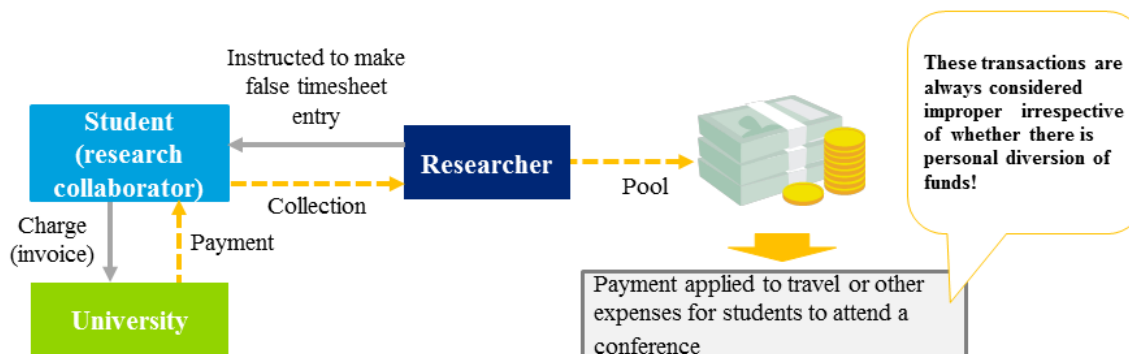 Instructed to make
false timesheet
entry
Student
(research
collaborator)
Researcher
Collection
Pool
Charge
(invoice)
Payment
University
These transactions are
always considered
improper irrespective
of whether there is
personal diversion of
funds!
Payment applied to travel or other
expenses for students to attend a
conference